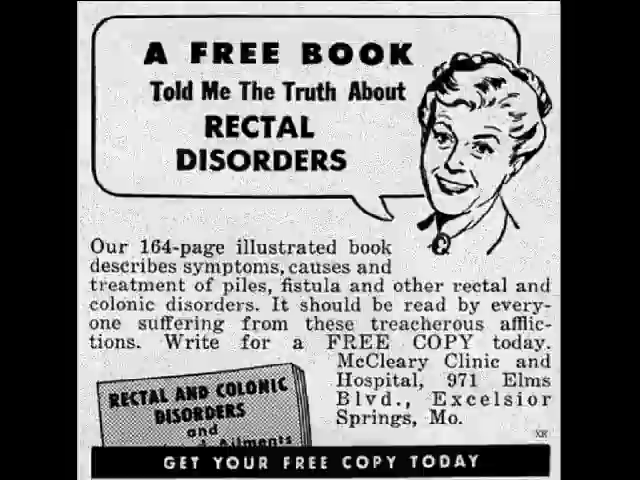 A FREE BOOK
Told Me The Truth About
RECTAL
DISORDERS
Our 164-page illustrated book
describes symptoms, causes and
treatment of piles, fistula and other rectal and
colonic disorders. It should be read by every-
one suffering from these treacherous afflic-
tions. Write for a FREE COPY today.
McCleary Clinic and
Hospital, 971 Elms
Blvd., Excelsior
Springs, Mo.
RECTAL AND COLONIC
DISORDERS
and
Ailments
GET YOUR FREE COPY TODAY